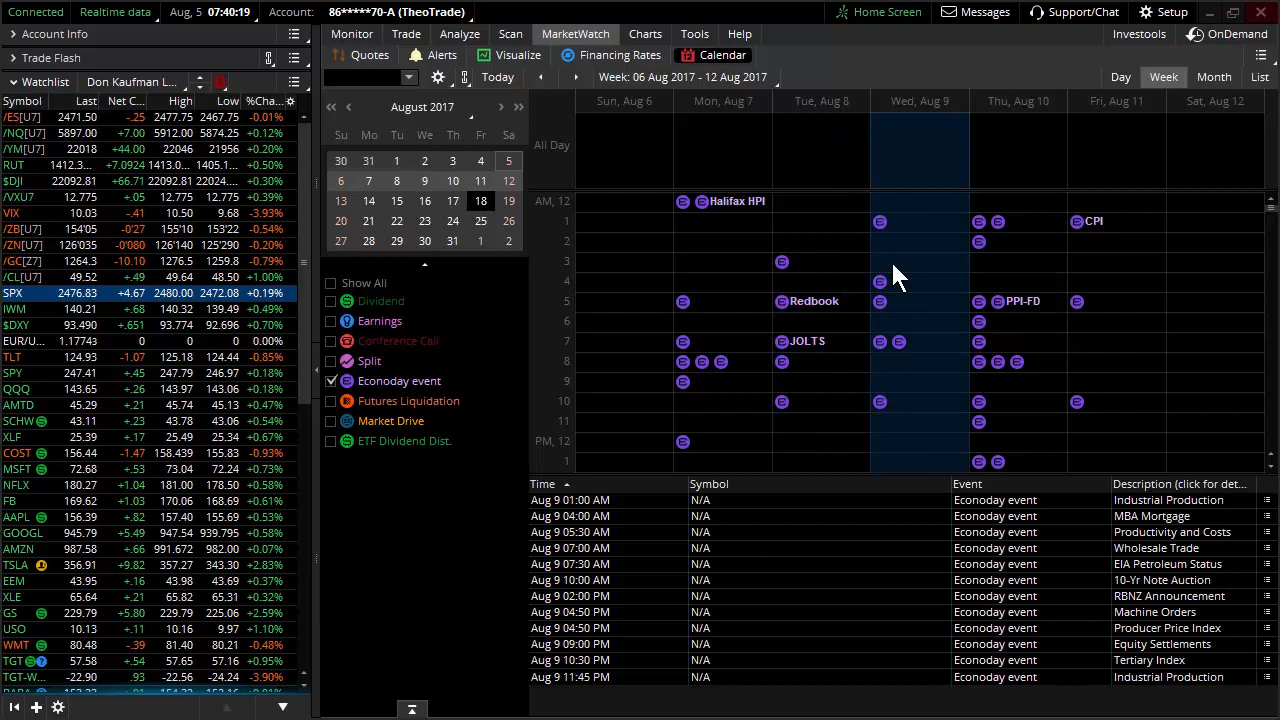 Connected Realtime data Aug, 5 07:40:19 Account: 86*****70-A (TheoTrade) Home Screen Messages Support/Chat Setup
Account Info Monitor Trade Analyze Scan MarketWatch Charts Tools Help Investools OnDemand
Trade Flash Quotes Alerts Visualize Financing Rates Calendar
Watchlist Don Kaufman L... Today Week: 06 Aug 2017 - 12 Aug 2017 Day Week Month List
Symbol Last Net C... High Low %Cha...
/ES[U7] 2471.50 -.25 2477.75 2467.75 -0.01%
/NQ[U7] 5897.00 +7.00 5912.00 5874.25 +0.12%
/YM[U7] 22018 +44.00 22046 21956 +0.20%
RUT 1412.3... +7.0924 1413.0... 1405.1... +0.50%
$DJI 22092.81 +66.71 22092.81 22024.... +0.30%
/VXU7 12.775 +.05 12.775 12.775 +0.39%
VIX 10.03 -.41 10.50 9.68 -3.93%
/ZB[U7] 154'05 -0'27 155'10 153'22 -0.54%
/ZN[U7] 126'035 -0'080 126'140 125'290 -0.20%
/GC[Z7] 1264.3 -10.10 1276.5 1259.8 -0.79%
/CL[U7] 49.52 +.49 49.64 48.50 +1.00%
SPX 2476.83 +4.67 2480.00 2472.08 +0.19%
IWM 140.21 +.68 140.32 139.49 +0.49%
$DXY 93.490 +.651 93.774 92.696 +0.70%
EUR/U... 1.17743 0 0 0 0.00%
TLT 124.93 -1.07 125.18 124.44 -0.85%
SPY 247.41 +.45 247.79 246.97 +0.18%
QQQ 143.65 +.26 143.97 143.06 +0.18%
AMTD 45.29 +.21 45.74 45.13 +0.47%
SCHW 43.11 +.23 43.78 43.06 +0.54%
XLF 25.39 +.17 25.49 25.34 +0.67%
COST 156.44 -1.47 158.439 155.83 -0.93%
MSFT 72.68 +.53 73.04 72.24 +0.73%
NFLX 180.27 +1.04 181.00 178.50 +0.58%
FB 169.62 +1.03 170.06 168.69 +0.61%
AAPL 156.39 +.82 157.40 155.69 +0.53%
GOOGL 945.79 +5.49 947.54 939.795 +0.58%
AMZN 987.58 +.66 991.672 982.00 +0.07%
TSLA 356.91 +9.82 357.27 343.30 +2.83%
EEM 43.95 +.16 43.98 43.69 +0.37%
XLE 65.64 +.21 65.82 65.31 +0.32%
GS 229.79 +5.80 229.79 225.06 +2.59%
USO 10.13 +.11 10.16 9.97 +1.10%
WMT 80.48 -.39 81.40 80.21 -0.48%
TGT 57.58 +.54 57.65 57.16 +0.95%
TGT-W... -22.90 .93 -22.56 -24.24 -3.90%
August 2017
Su Mo Tu We Th Fr Sa
30 31 1 2 3 4 5
6 7 8 9 10 11 12
13 14 15 16 17 18 19
20 21 22 23 24 25 26
27 28 29 30 31 1 2
Show All
Dividend
Earnings
Conference Call
Split
Econoday event
Futures Liquidation
Market Drive
ETF Dividend Dist.
Sun, Aug 6 Mon, Aug 7 Tue, Aug 8 Wed, Aug 9 Thu, Aug 10 Fri, Aug 11 Sat, Aug 12
All Day
AM, 12 Halifax HPI
1 CPI
2
3
4
5 Redbook PPI-FD
6
7 JOLTS
8
9
10
11
PM, 12
1
Time Symbol Event Description (click for det...
Aug 9 01:00 AM N/A Econoday event Industrial Production
Aug 9 04:00 AM N/A Econoday event MBA Mortgage
Aug 9 05:30 AM N/A Econoday event Productivity and Costs
Aug 9 07:00 AM N/A Econoday event Wholesale Trade
Aug 9 07:30 AM N/A Econoday event EIA Petroleum Status
Aug 9 10:00 AM N/A Econoday event 10-Yr Note Auction
Aug 9 02:00 PM N/A Econoday event RBNZ Announcement
Aug 9 04:50 PM N/A Econoday event Machine Orders
Aug 9 04:50 PM N/A Econoday event Producer Price Index
Aug 9 09:00 PM N/A Econoday event Equity Settlements
Aug 9 10:30 PM N/A Econoday event Tertiary Index
Aug 9 11:45 PM N/A Econoday event Industrial Production